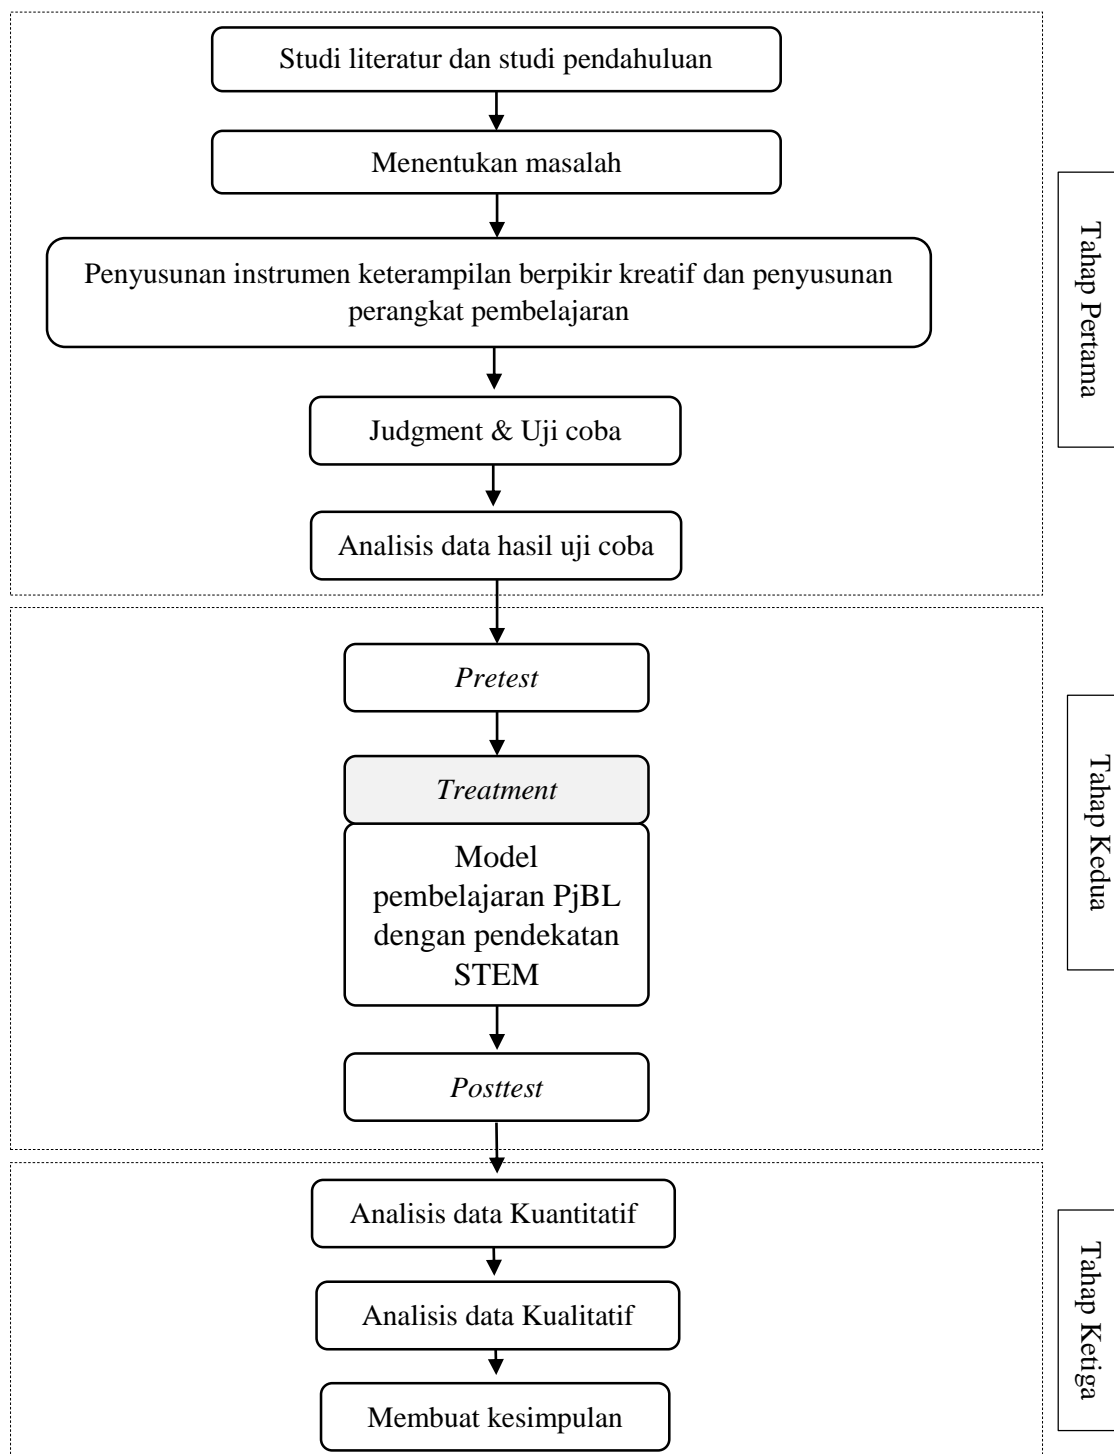 Studi literatur dan studi pendahuluan
Menentukan masalah
Penyusunan instrumen keterampilan berpikir kreatif dan penyusunan
perangkat pembelajaran
Judgment & Uji coba
Analisis data hasil uji coba
Tahap Pertama
Pretest
Treatment
Model
pembelajaran PjBL
dengan pendekatan
STEM
Posttest
Tahap Kedua
Analisis data Kuantitatif
Analisis data Kualitatif
Membuat kesimpulan
Tahap Ketiga